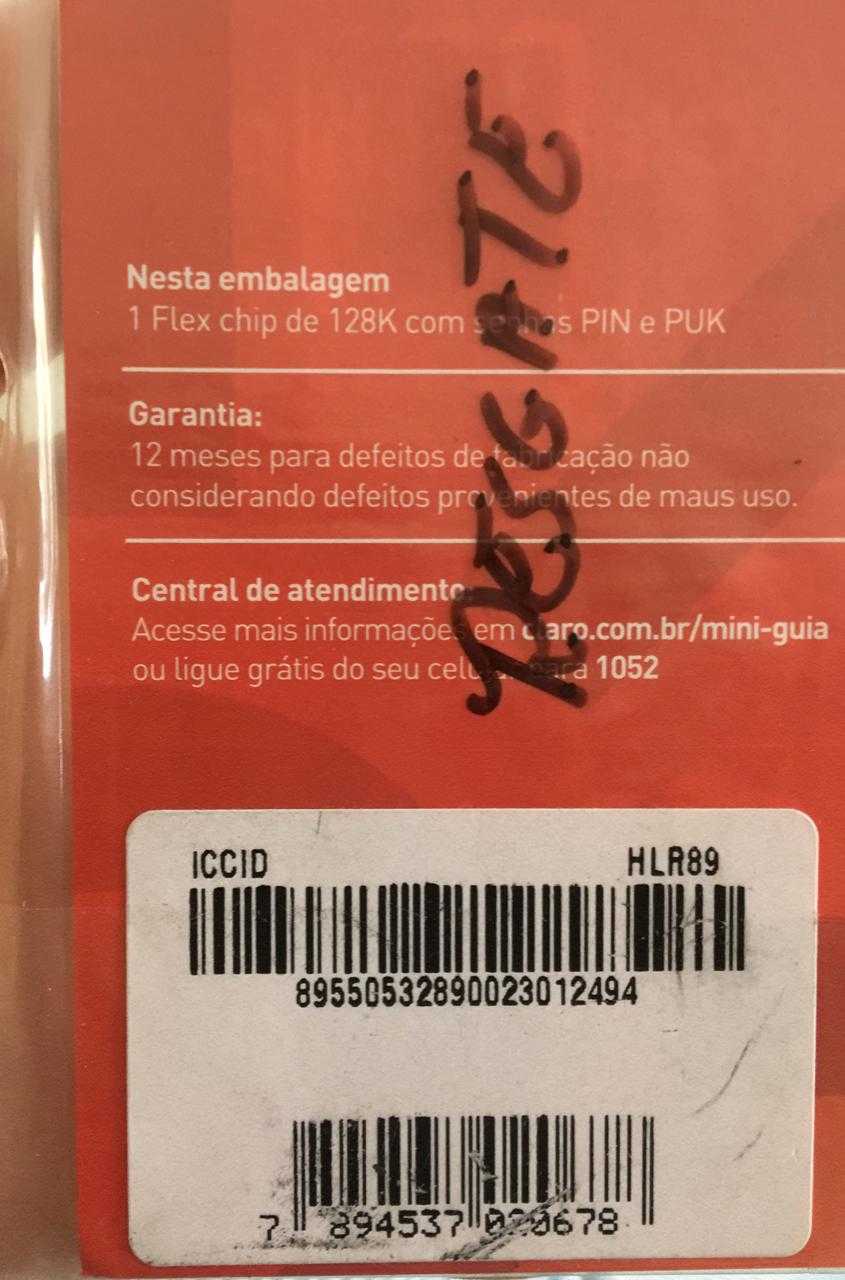 RESGATE
Nesta embalagem
1 Flex chip de 128K com senhas PIN e PUK
Garantia:
12 meses para defeitos de fabricação não
considerando defeitos provenientes de maus uso.
Central de atendimento
Acesse mais informações em claro.com.br/mini-guia
ou ligue grátis do seu celular para 1052
ICCID HLR89
89550532890023012494
7 894537 020678